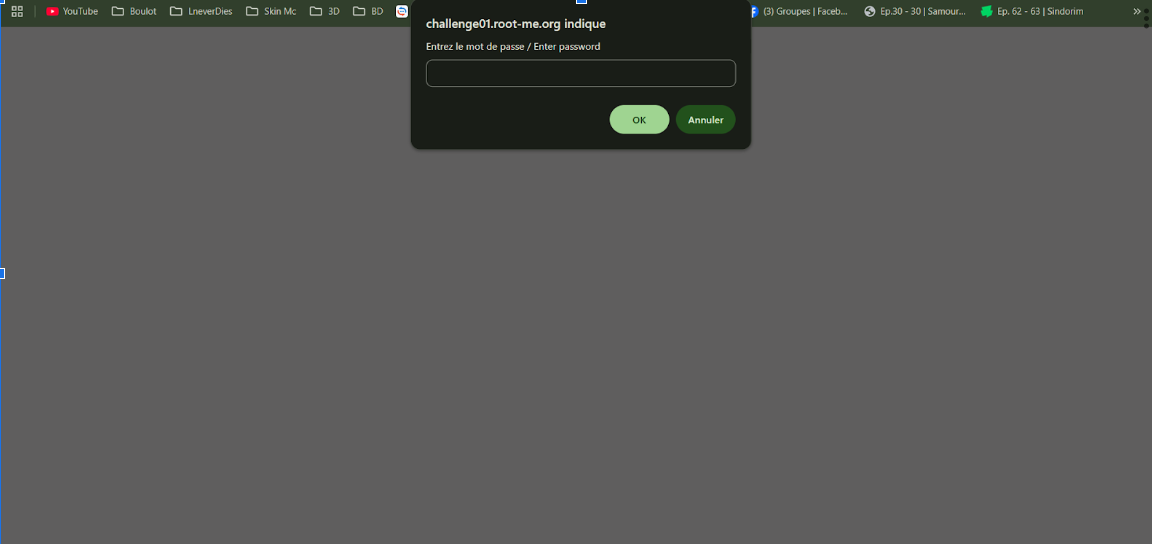 YouTube Boulot LneverDies Skin Mc 3D BD (3) Groupes | Faceb... Ep.30 - 30 | Samour... Ep. 62 - 63 | Sindorim »
challenge01.root-me.org indique
Entrez le mot de passe / Enter password
OK Annuler